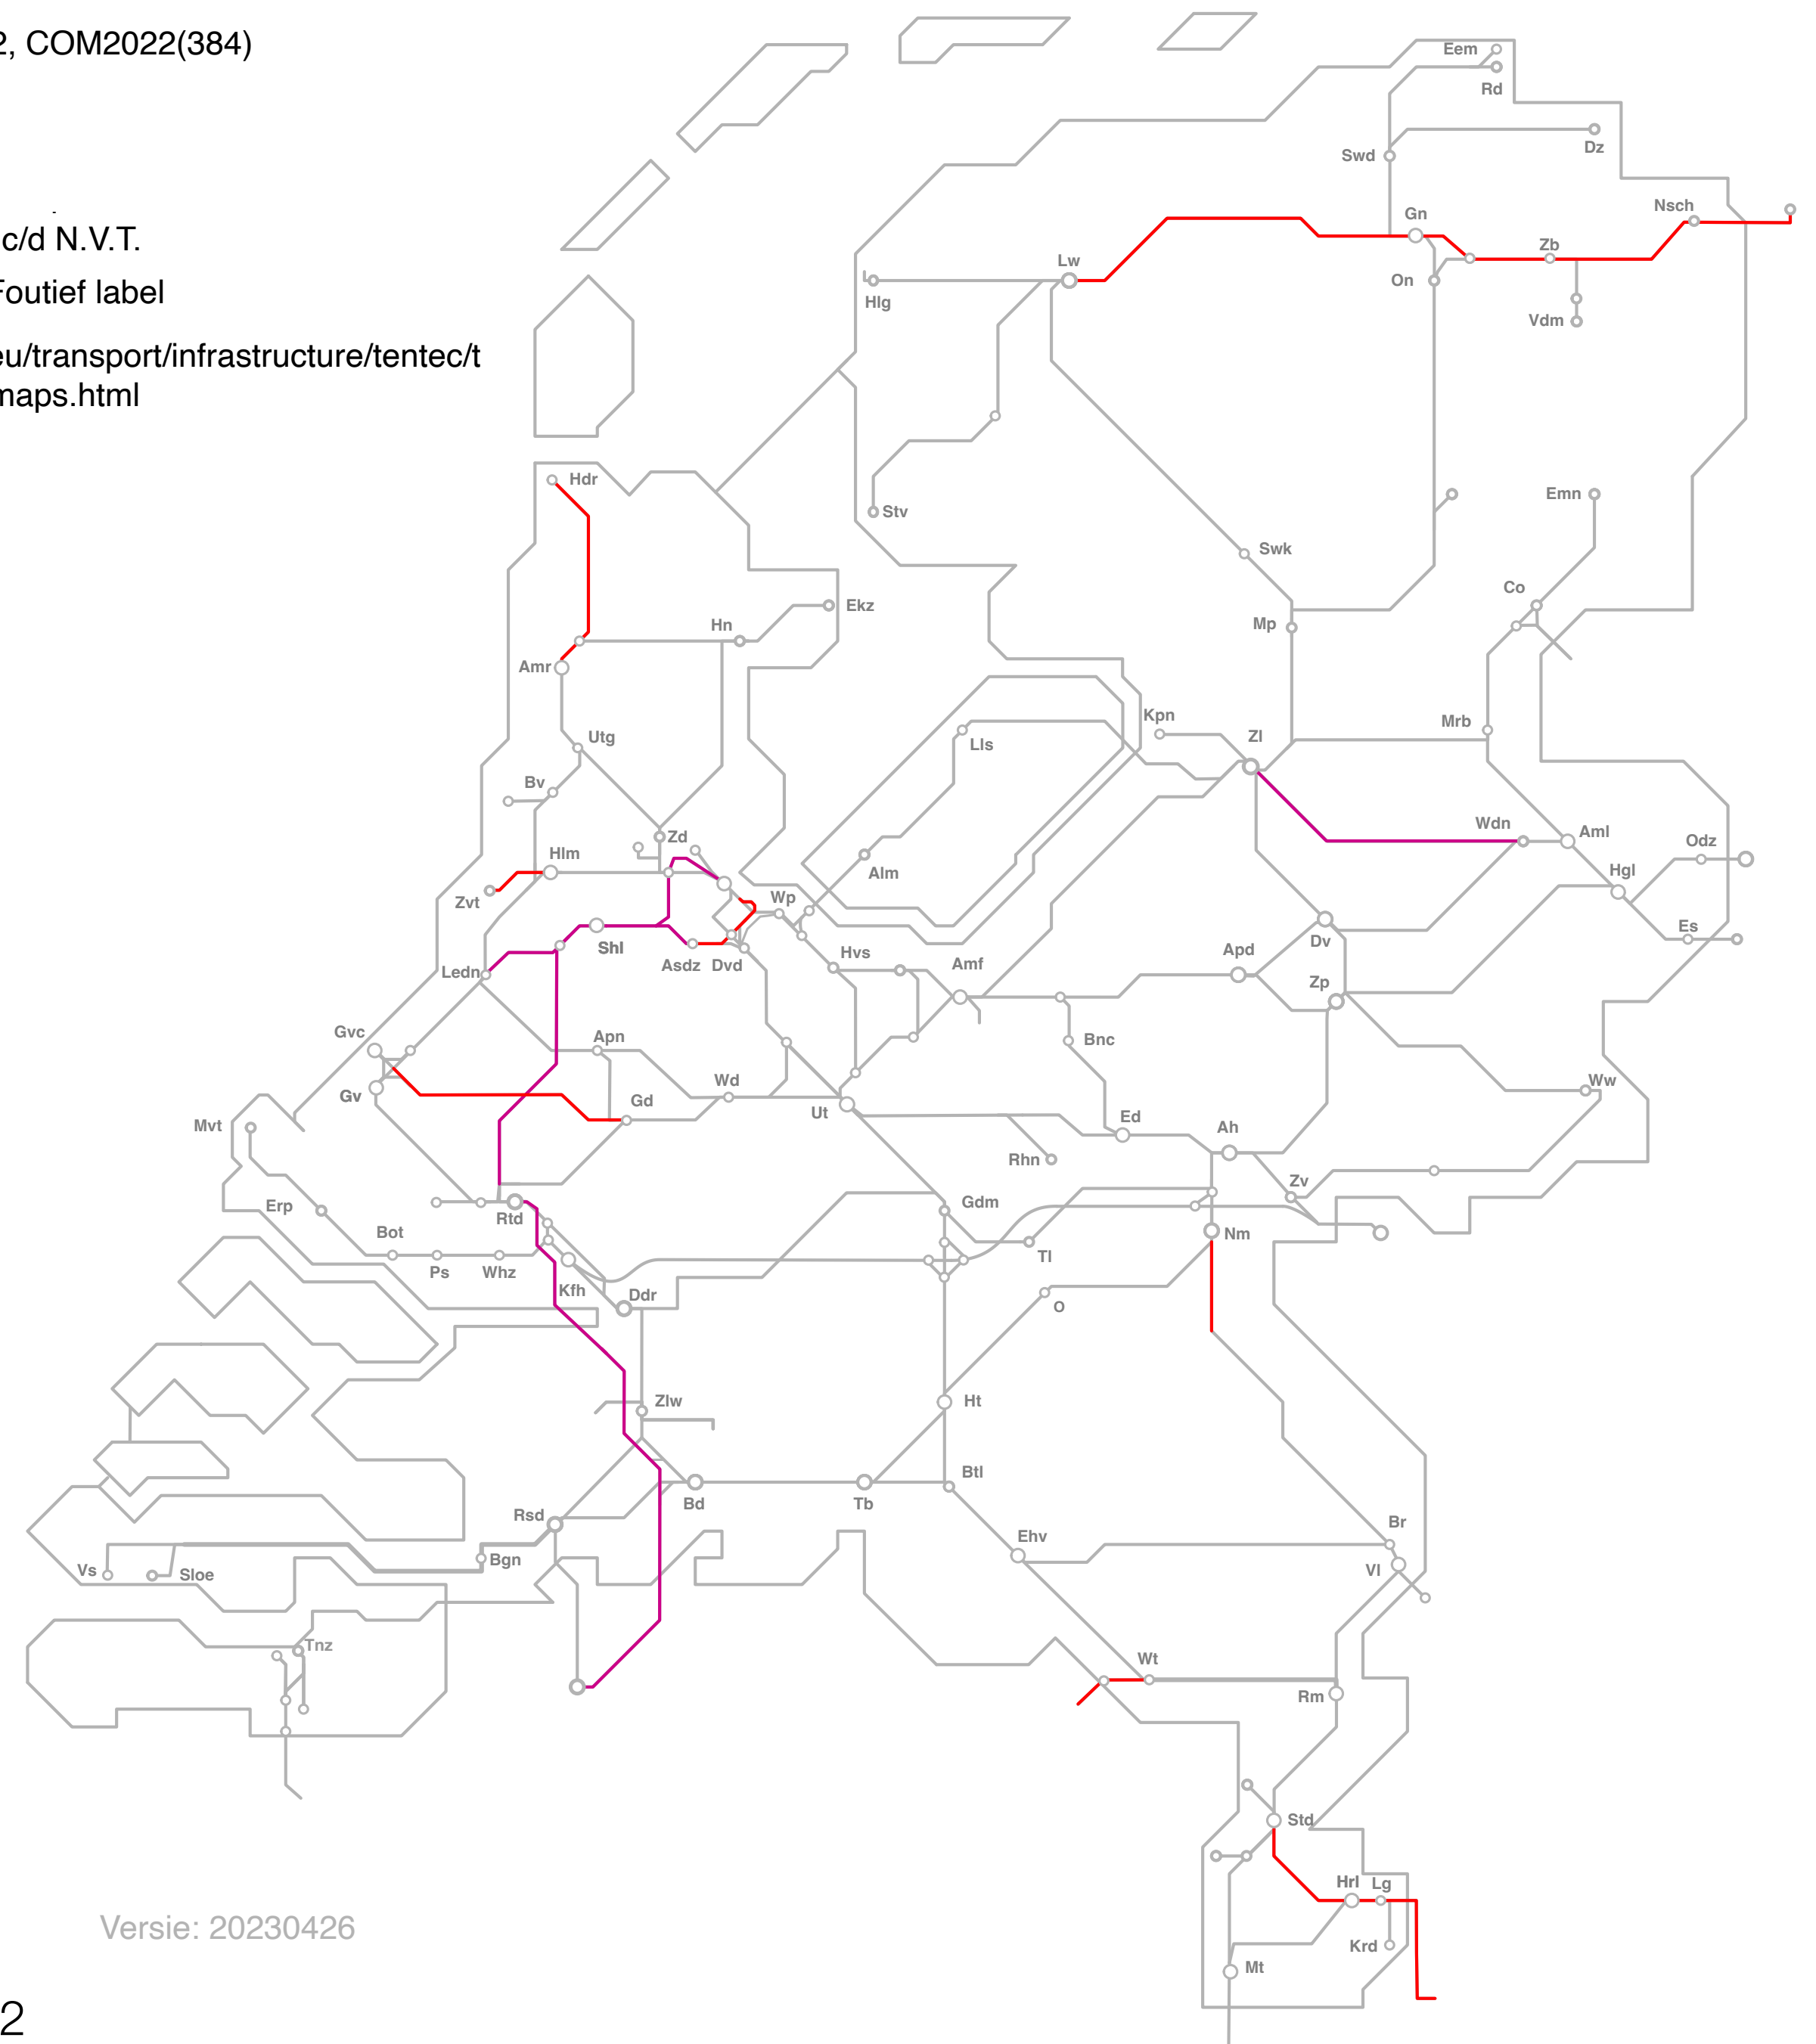 2, COM2022(384)
c/d N.V.T.
Foutief label
eu/transport/infrastructure/tentec/t
maps.html
Eem
Rd
Dz
Swd
Nsch
Gn
Zb
Lw
On
Hlg
Vdm
Hdr
Emn
Stv
Swk
Co
Ekz
Hn
Mp
Amr
Kpn
Mrb
Utg
Zl
Lls
Bv
Wdn
Aml
Zd
Odz
Hlm
Alm
Hgl
Zvt
Wp
Es
Shl
Dv
Hvs
Apd
Asdz
Dvd
Amf
Ledn
Zp
Gvc
Apn
Bnc
Wd
Ww
Gv
Gd
Ut
Mvt
Ed
Ah
Rhn
Zv
Erp
Rtd
Gdm
Bot
Nm
Tl
Ps
Whz
Kfh
Ddr
O
Zlw
Ht
Btl
Bd
Tb
Rsd
Br
Ehv
Bgn
Vs
Sloe
Vl
Tnz
Wt
Rm
Std
Hrl
Lg
Versie: 20230426
Krd
Mt
2